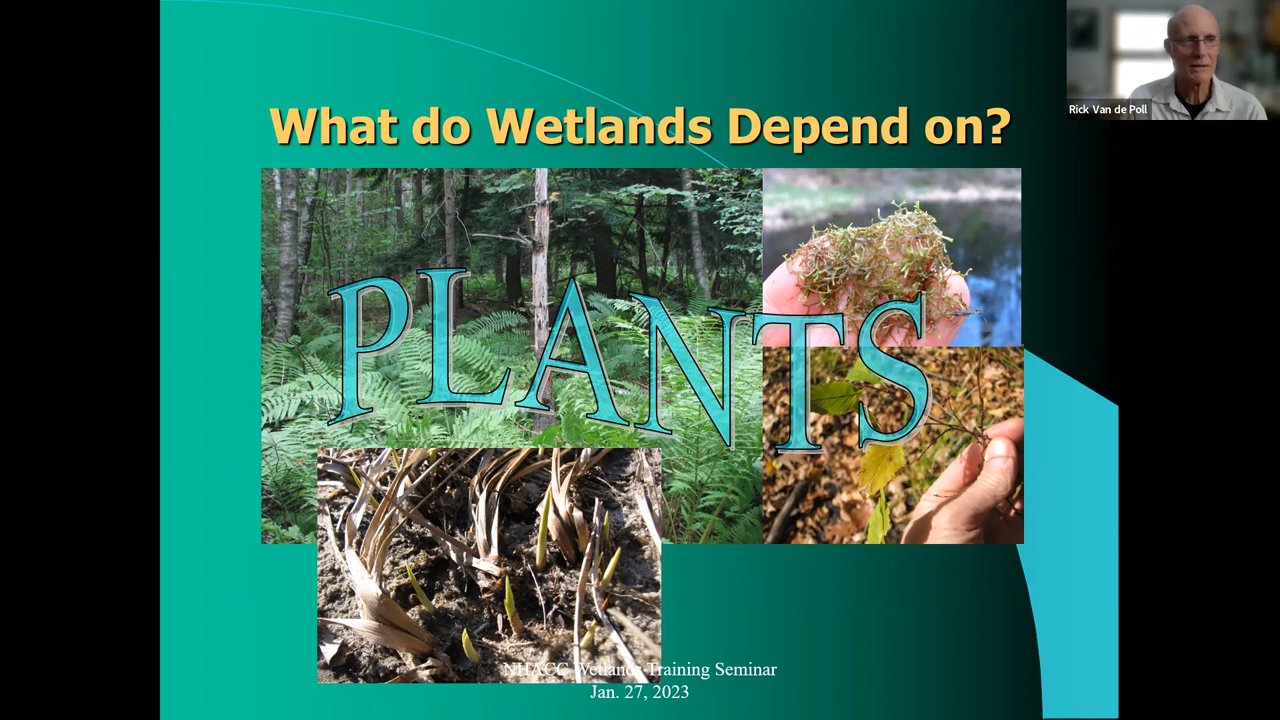 Rick Van de Poll
What do Wetlands Depend on?
PLANTS
NHACC Wetlands Training Seminar
Jan. 27, 2023